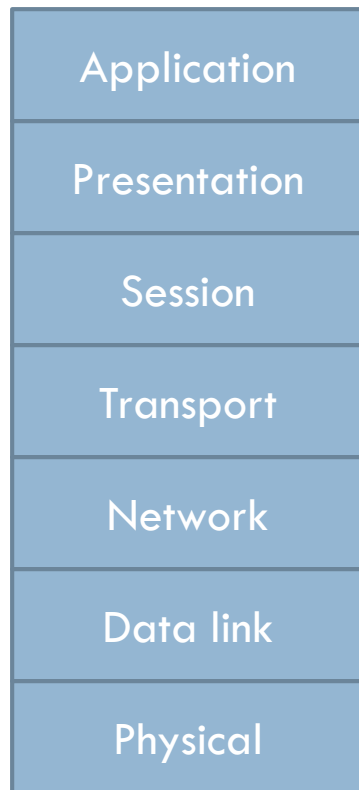 Application
Presentation
Session
Transport
Network
Data link
Physical